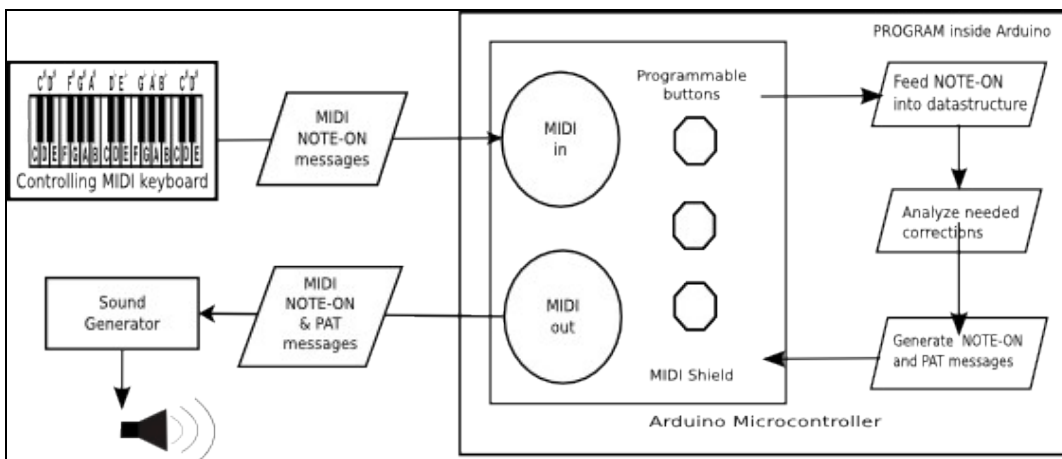 PROGRAM inside Arduino
C# D# F# G# A# D♭ E♭ G♭ A♭ B♭ C# D#
C D E F G A B C D E F G A B C D E
Controlling MIDI keyboard
MIDI
NOTE-ON
messages
MIDI
in
Programmable
buttons
Feed NOTE-ON
into datastructure
Analyze needed
corrections
Generate NOTE-ON
and PAT messages
MIDI
out
MIDI Shield
Arduino Microcontroller
MIDI
NOTE-ON
& PAT
messages
Sound
Generator